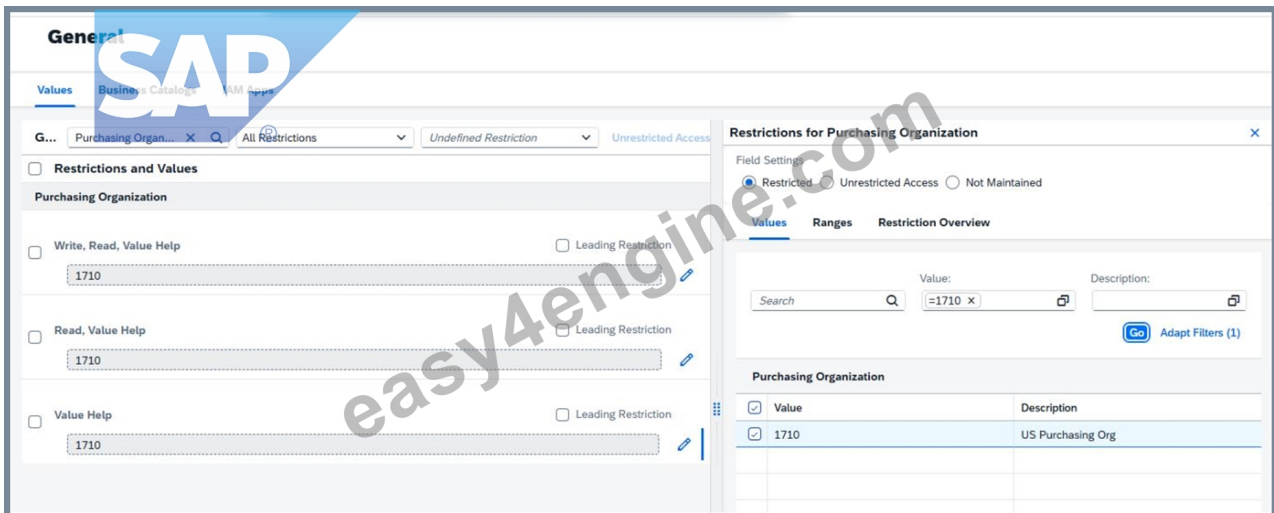 General
SAP
®
Values Business Catalogs IAM Apps
G... Purchasing Organ... All Restrictions Undefined Restriction Unrestricted Access
Restrictions and Values
Purchasing Organization
Write, Read, Value Help Leading Restriction
1710
Read, Value Help Leading Restriction
1710
Value Help Leading Restriction
1710
Restrictions for Purchasing Organization
Field Settings
Restricted Unrestricted Access Not Maintained
Values Ranges Restriction Overview
Value: Description:
Search =1710
Go Adapt Filters (1)
Purchasing Organization
Value Description
1710 US Purchasing Org
easy4engine.com